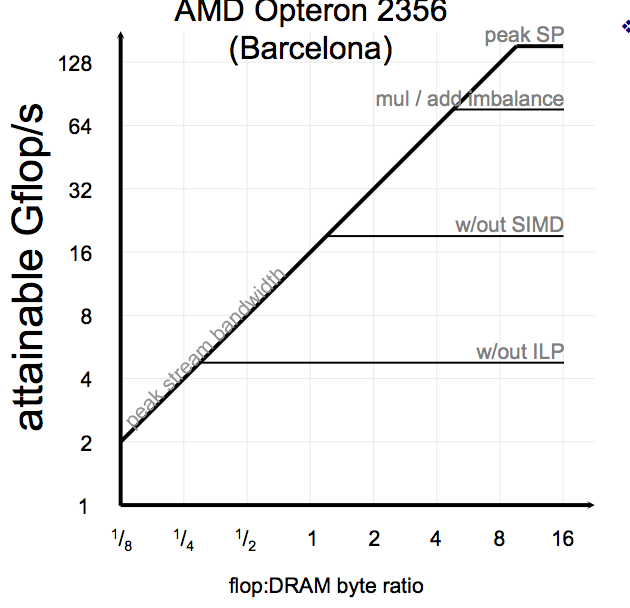 AMD Opteron 2356
(Barcelona)
attainable Gflop/s
128
64
32
16
8
4
2
1
peak SP
mul / add imbalance
w/out SIMD
w/out ILP
peak stream bandwidth
1/8
1/4
1/2
1
2
4
8
16
flop:DRAM byte ratio